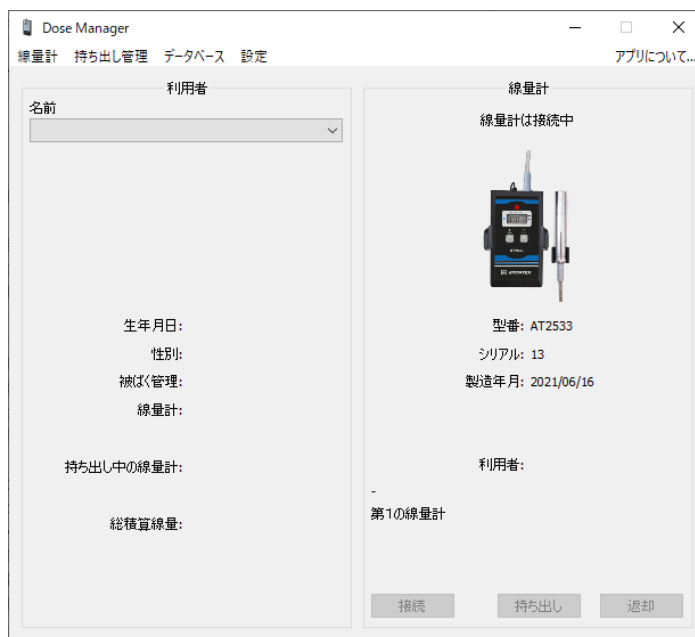 Dose Manager
線量計 持ち出し管理 データベース 設定 アプリについて...
利用者
名前
生年月日:
性別:
被ばく管理:
線量計:
持ち出し中の線量計:
総積算線量:
線量計
線量計は接続中
型番: AT2533
シリアル: 13
製造年月: 2021/06/16
利用者:
-
第1の線量計
接続 持ち出し 返却